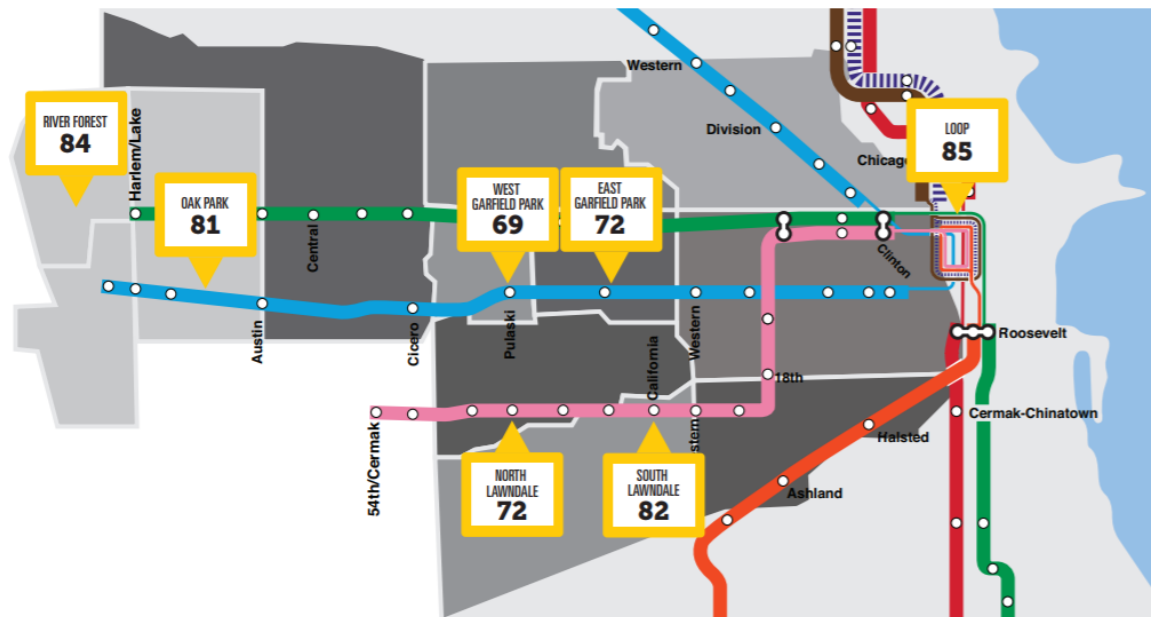 Western
Division
Chicago
LOOP
85
RIVER FOREST
84
Harlem/Lake
OAK PARK
81
WEST
GARFIELD PARK
69
EAST
GARFIELD PARK
72
Central
Clinton
Austin
Cicero
Pulaski
Western
California
18th
Roosevelt
Cermak-Chinatown
Halsted
Ashland
54th/Cermak
NORTH
LAWNDALE
72
SOUTH
LAWNDALE
82
stern